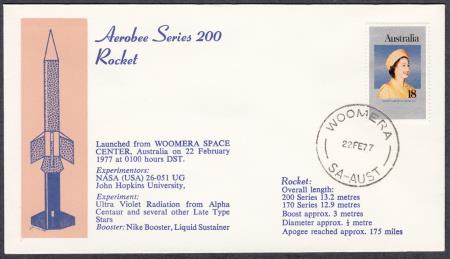 Aerobee Series 200
Rocket
Australia
18
WOOMERA
22FE77
SA-AUST
Launched from WOOMERA SPACE
CENTER, Australia on 22 February
1977 at 0100 hours DST.
Experimentors:
NASA (USA) 26-051 UG
John Hopkins University,
Experiment:
Ultra Violet Radiation from Alpha
Centaur and several other Late Type
Stars
Booster: Nike Booster, Liquid Sustainer
Rocket:
Overall length:
200 Series 13.2 metres
170 Series 12.9 metres
Boost approx. 3 metres
Diameter approx. ½ metre
Apogee reached approx. 175 miles